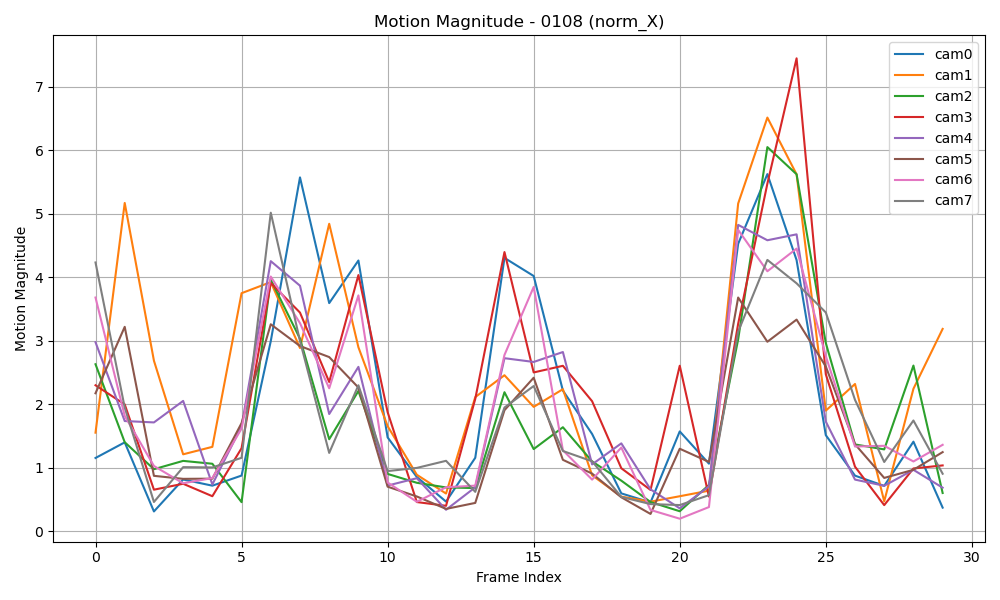 Motion Magnitude - 0108 (norm_X)
cam0
cam1
cam2
cam3
cam4
cam5
cam6
cam7
Motion Magnitude
7
6
5
4
3
2
1
0
0 5 10 15 20 25 30
Frame Index